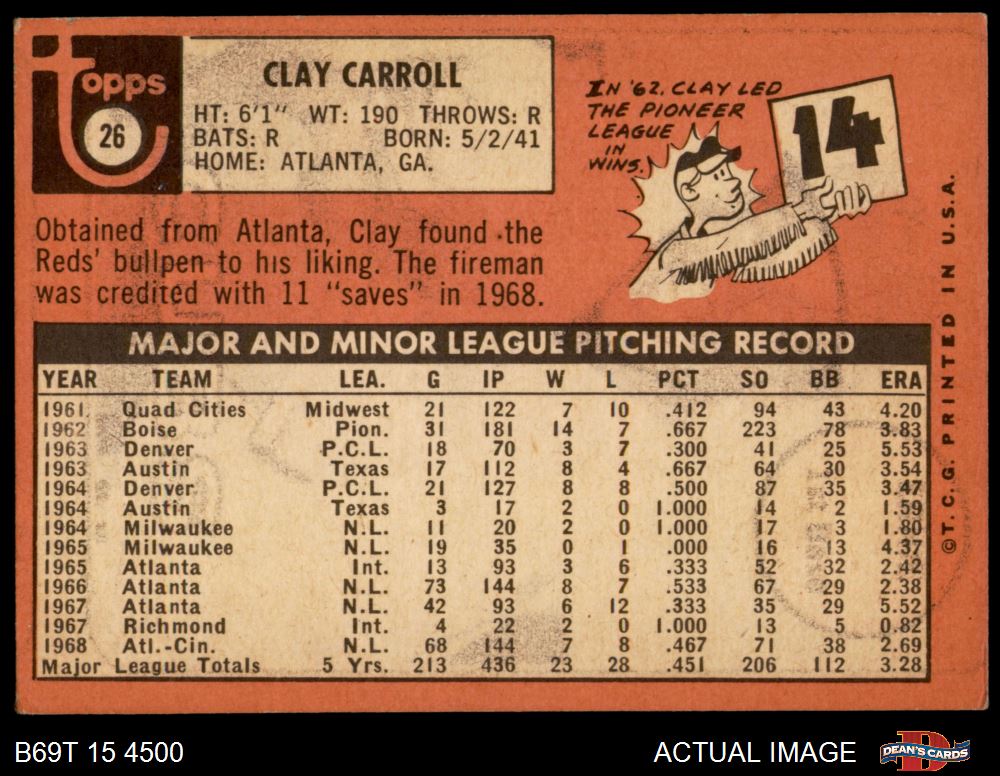 topps
26
CLAY CARROLL
HT: 6'1" WT: 190 THROWS: R
BATS: R BORN: 5/2/41
HOME: ATLANTA, GA.
IN '62, CLAY LED
THE PIONEER
LEAGUE
IN
WINS.
14
Obtained from Atlanta, Clay found the
Reds' bullpen to his liking. The fireman
was credited with 11 "saves" in 1968.
MAJOR AND MINOR LEAGUE PITCHING RECORD
YEAR TEAM LEA. G IP W L PCT SO BB ERA
1961 Quad Cities Midwest 21 122 7 10 .412 94 43 4.20
1962 Boise Pion. 31 181 14 7 .667 223 78 3.83
1963 Denver P.C.L. 18 70 3 7 .300 41 25 5.53
1963 Austin Texas 17 112 8 4 .667 64 30 3.54
1964 Denver P.C.L. 21 127 8 8 .500 87 35 3.47
1964 Austin Texas 3 17 2 0 1.000 14 2 1.59
1964 Milwaukee N.L. 11 20 2 0 1.000 17 3 1.80
1965 Milwaukee N.L. 19 35 0 1 .000 16 13 4.37
1965 Atlanta Int. 13 93 3 6 .333 52 32 2.42
1966 Atlanta N.L. 73 144 8 7 .533 67 29 2.38
1967 Atlanta N.L. 42 93 6 12 .333 35 29 5.52
1967 Richmond Int. 4 22 2 0 1.000 13 5 0.82
1968 Atl.-Cin. N.L. 68 144 7 8 .467 71 38 2.69
Major League Totals 5 Yrs. 213 436 23 28 .451 206 112 3.28
©T.C.G. PRINTED IN U.S.A.
B69T 15 4500
ACTUAL IMAGE
DEAN'S CARDS